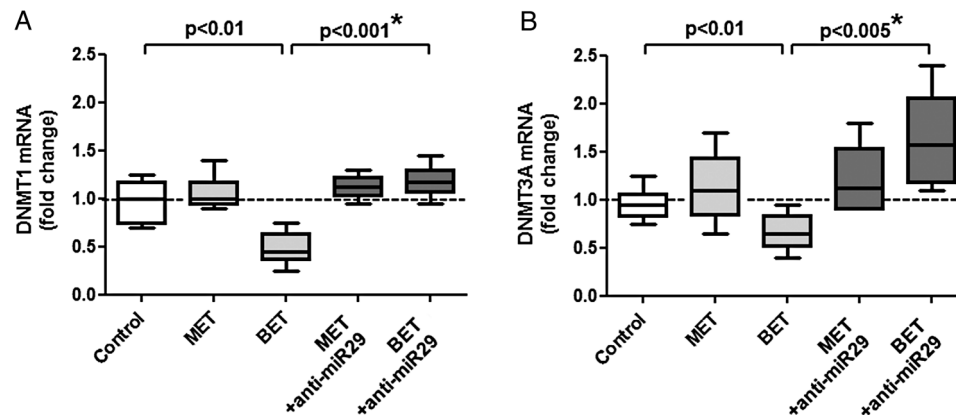 A
p<0.01
p<0.001*
DNMT1 mRNA
(fold change)
2.5
2.0
1.5
1.0
0.5
0.0
Control
MET
BET
MET
+anti-miR29
BET
+anti-miR29
B
p<0.01
p<0.005*
DNMT3A mRNA
(fold change)
2.5
2.0
1.5
1.0
0.5
0.0
Control
MET
BET
MET
+anti-miR29
BET
+anti-miR29